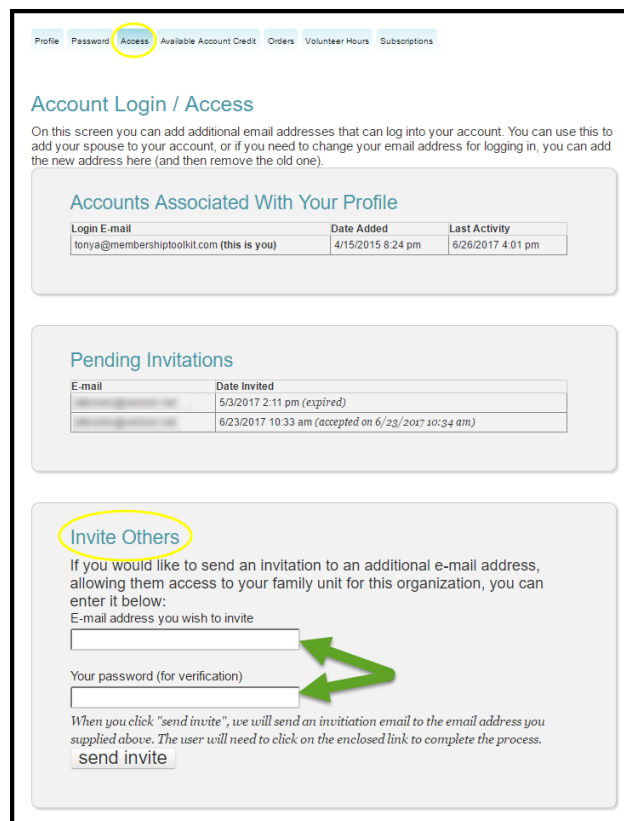 Profile Password Access Available Account Credit Orders Volunteer Hours Subscriptions
Account Login / Access
On this screen you can add additional email addresses that can log into your account. You can use this to
add your spouse to your account, or if you need to change your email address for logging in, you can add
the new address here (and then remove the old one).
Accounts Associated With Your Profile
Login E-mail Date Added Last Activity
tonya@membershiptoolkit.com (this is you) 4/15/2015 8:24 pm 6/26/2017 4:01 pm
Pending Invitations
E-mail Date Invited
5/3/2017 2:11 pm (expired)
6/23/2017 10:33 am (accepted on 6/23/2017 10:34 am)
Invite Others
If you would like to send an invitation to an additional e-mail address,
allowing them access to your family unit for this organization, you can
enter it below:
E-mail address you wish to invite
Your password (for verification)
When you click "send invite", we will send an invitiation email to the email address you
supplied above. The user will need to click on the enclosed link to complete the process.
send invite